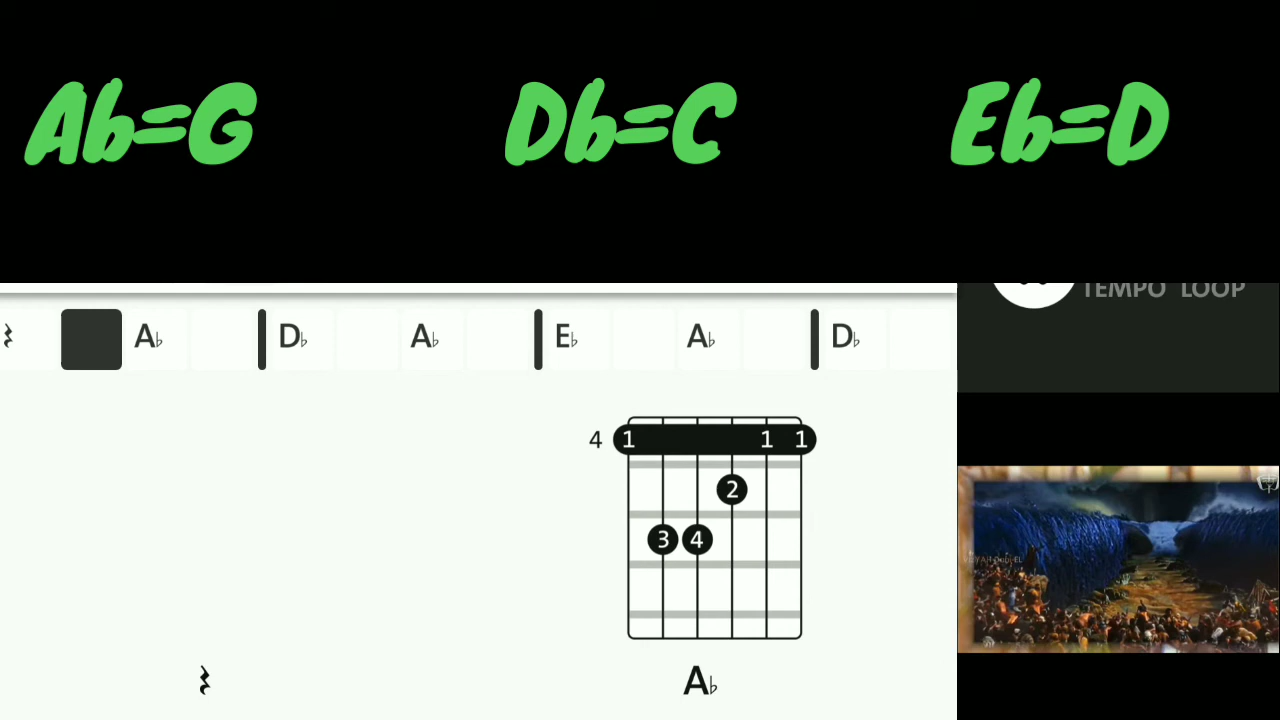 Ab=G Db=C Eb=D
TEMPO LOOP
A♭ D♭ A♭ E♭ A♭ D♭
4 1 1 1
2
3 4
A♭